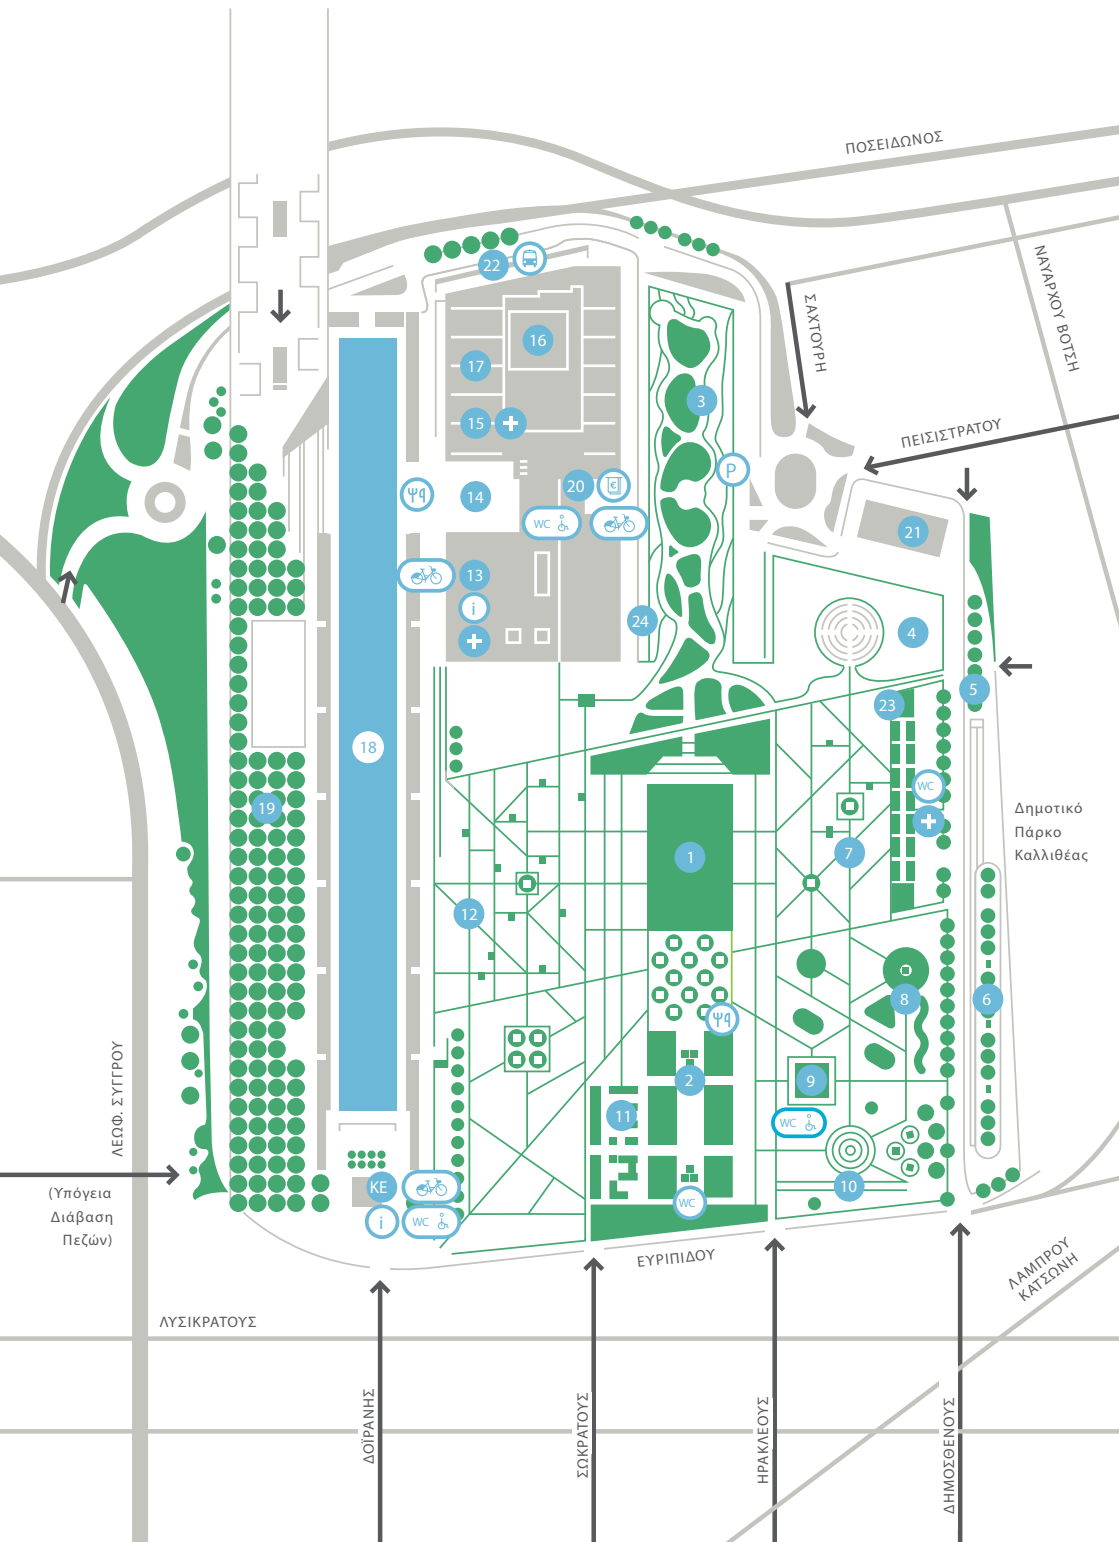 ΠΟΣΕΙΔΩΝΟΣ
ΝΑΥΑΡΧΟΥ ΒΟΤΣΗ
22
ΣΑΧΤΟΥΡΗ
16
17
3
15
ΠΕΙΣΙΣΤΡΑΤΟΥ
P
14
20
€
WC
21
13
i
24
4
5
23
18
WC
19
Δημοτικό
Πάρκο
Καλλιθέας
1
7
12
8
6
2
9
11
WC
ΛΕΩΦ. ΣΥΓΓΡΟΥ
10
ΚΕ
(Υπόγεια
Διάβαση
Πεζών)
i
WC
WC
ΕΥΡΙΠΙΔΟΥ
ΛΑΜΠΡΟΥ
ΚΑΤΣΩΝΗ
ΛΥΣΙΚΡΑΤΟΥΣ
ΔΟΪΡΑΝΗΣ
ΣΩΚΡΑΤΟΥΣ
ΗΡΑΚΛΕΟΥΣ
ΔΗΜΟΣΘΕΝΟΥΣ